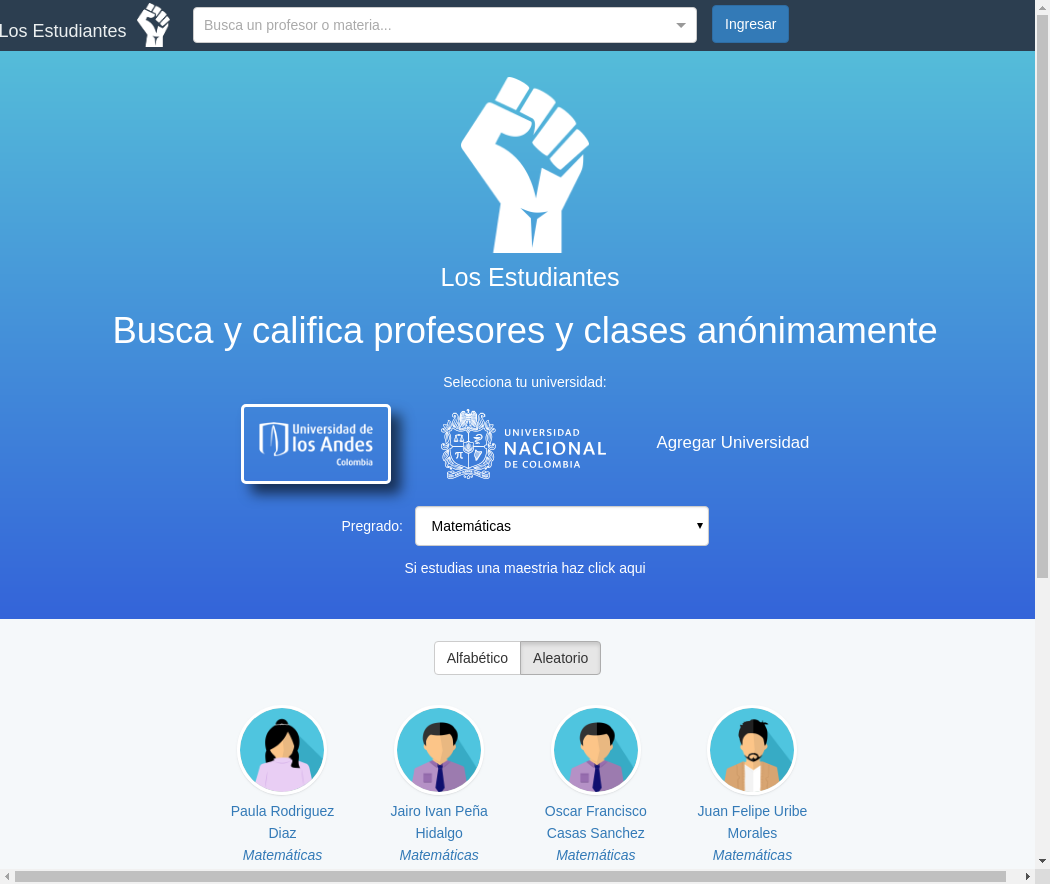 Los Estudiantes
Busca un profesor o materia...
Ingresar
Los Estudiantes
Busca y califica profesores y clases anónimamente
Selecciona tu universidad:
Universidad de
los Andes
Colombia
UNIVERSIDAD
NACIONAL
DE COLOMBIA
Agregar Universidad
Pregrado:
Matemáticas
Si estudias una maestria haz click aqui
Alfabético
Aleatorio
Paula Rodriguez
Diaz
Matemáticas
Jairo Ivan Peña
Hidalgo
Matemáticas
Oscar Francisco
Casas Sanchez
Matemáticas
Juan Felipe Uribe
Morales
Matemáticas